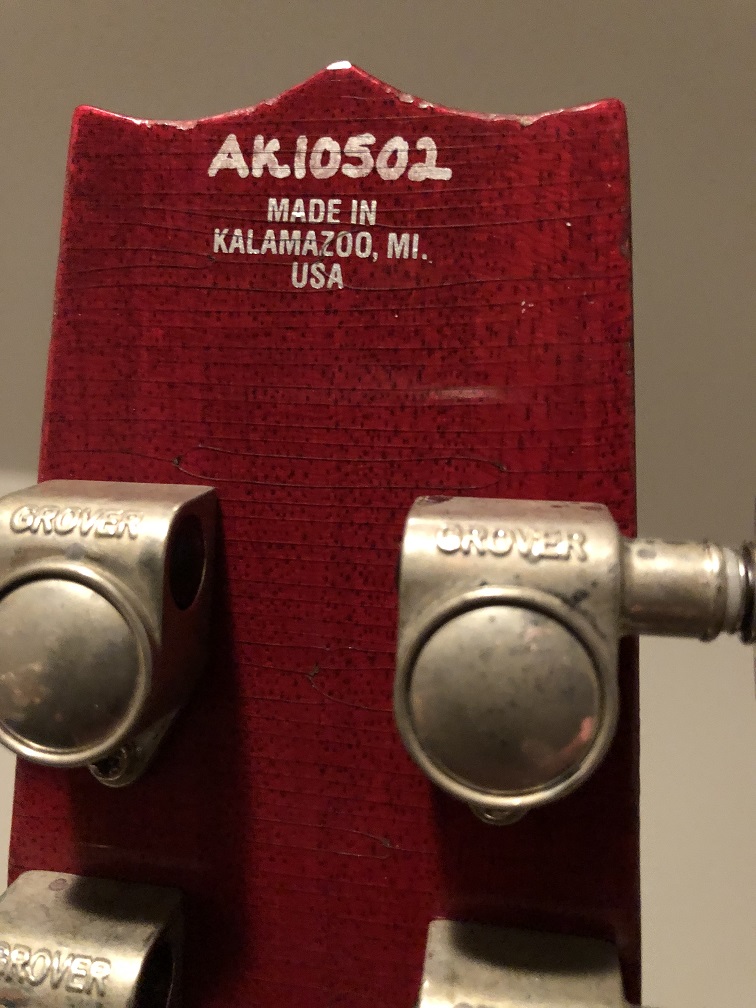 AK10502
MADE IN
KALAMAZOO, MI.
USA
GROVER
GROVER
GROVER